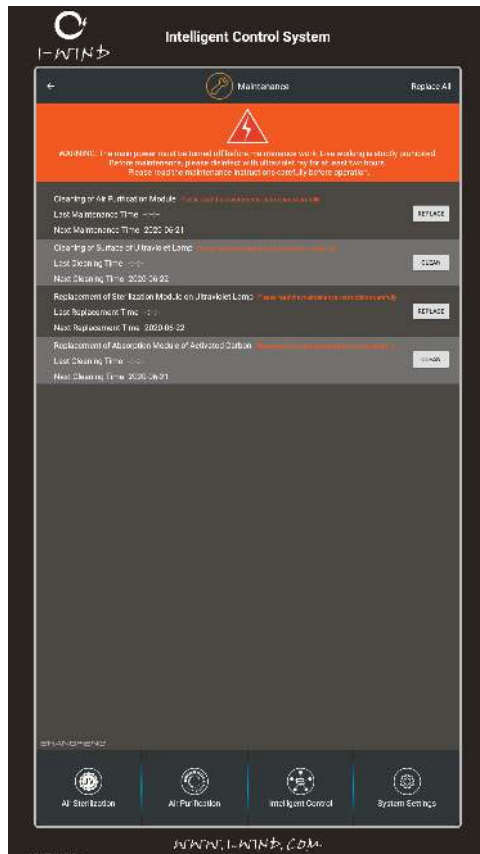 I-WIND
Intelligent Control System
Maintenance
Replace All
WARNING: The main power must be turned off before maintenance work. Live working is strictly prohibited.
Before maintenance, please disinfect with ultraviolet ray for at least two hours.
Please read the maintenance instructions carefully before operation.
Cleaning of Air Purification Module
Last Maintenance Time --:--
REPLACE
Next Maintenance Time 2020-06-21
Cleaning of Surface of Ultraviolet Lamp
Last Cleaning Time --:--
CLEAN
Next Cleaning Time 2020-06-22
Replacement of Sterilization Module on Ultraviolet Lamp
Last Replacement Time --:--
REPLACE
Next Replacement Time 2020-06-22
Replacement of Absorption Module of Activated Carbon
Last Cleaning Time --:--
CLEAN
Next Cleaning Time 2020-06-21
SHANDFENG
Air Sterilization
Air Purification
Intelligent Control
System Settings
WWW.I-WIND.COM